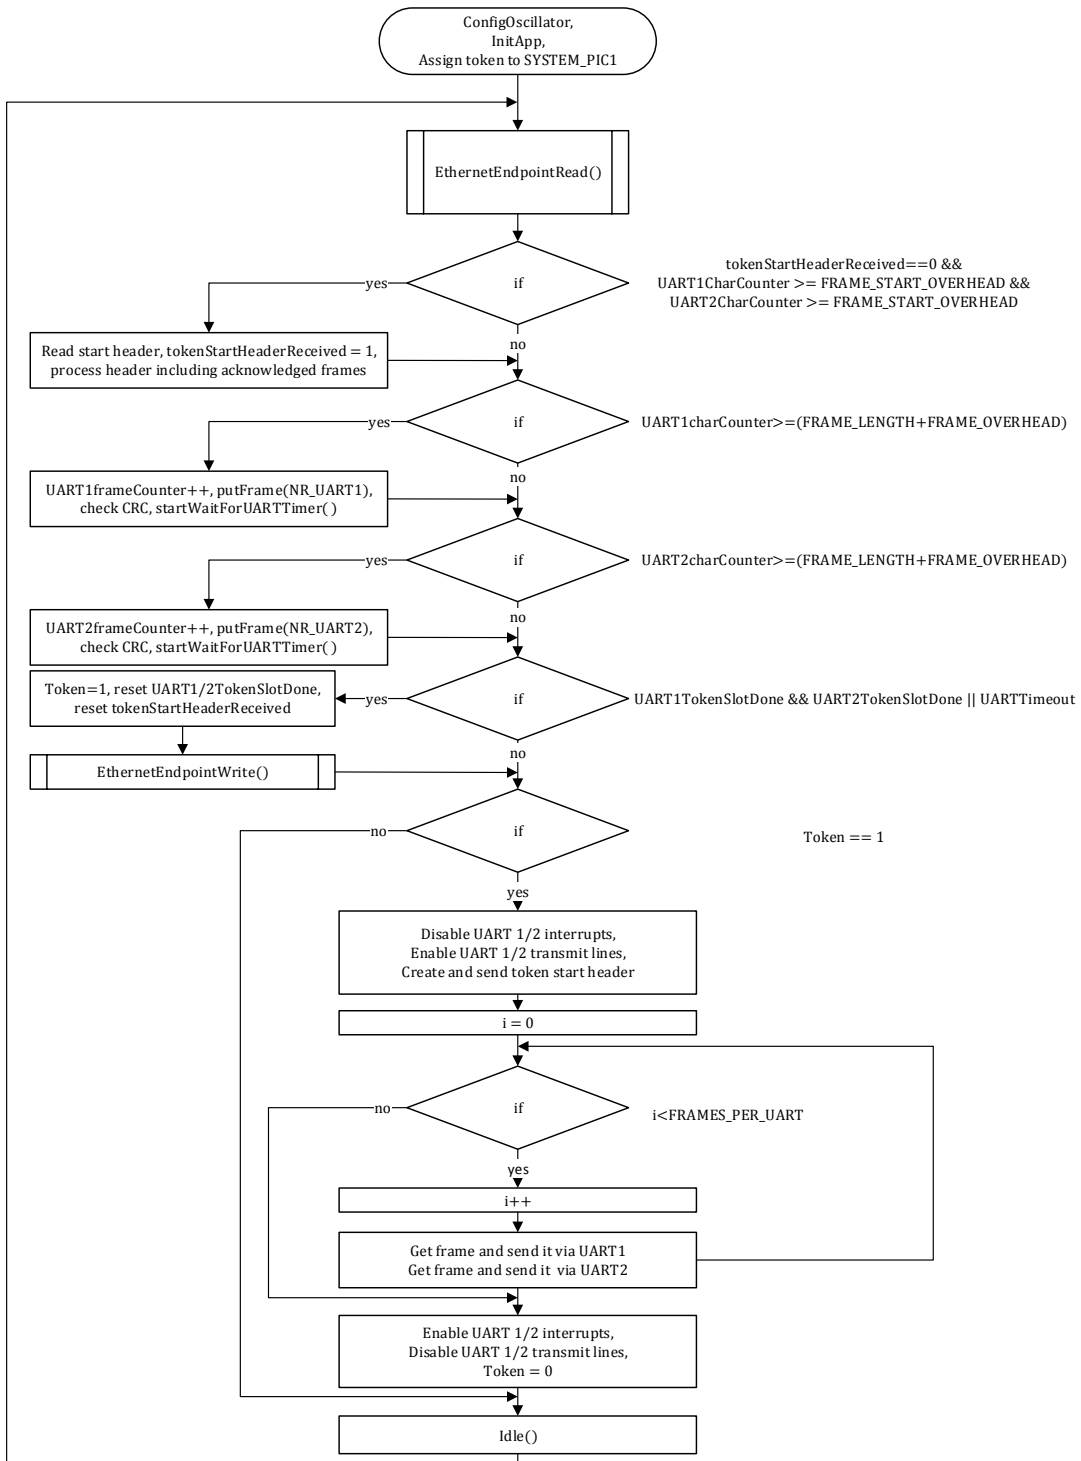 ConfigOscillator,
InitApp,
Assign token to SYSTEM_PIC1
EthernetEndpointRead()
if
tokenStartHeaderReceived==0 &&
UART1CharCounter >= FRAME_START_OVERHEAD &&
UART2CharCounter >= FRAME_START_OVERHEAD
yes
no
Read start header, tokenStartHeaderReceived = 1,
process header including acknowledged frames
if
UART1charCounter>=(FRAME_LENGTH+FRAME_OVERHEAD)
yes
no
UART1frameCounter++, putFrame(NR_UART1),
check CRC, startWaitForUARTTimer( )
if
UART2charCounter>=(FRAME_LENGTH+FRAME_OVERHEAD)
yes
no
UART2frameCounter++, putFrame(NR_UART2),
check CRC, startWaitForUARTTimer( )
if
UART1TokenSlotDone && UART2TokenSlotDone || UARTTimeout
yes
no
Token=1, reset UART1/2TokenSlotDone,
reset tokenStartHeaderReceived
EthernetEndpointWrite()
if
Token == 1
no
yes
Disable UART 1/2 interrupts,
Enable UART 1/2 transmit lines,
Create and send token start header
i = 0
if
i<FRAMES_PER_UART
no
yes
i++
Get frame and send it via UART1
Get frame and send it via UART2
Enable UART 1/2 interrupts,
Disable UART 1/2 transmit lines,
Token = 0
Idle()